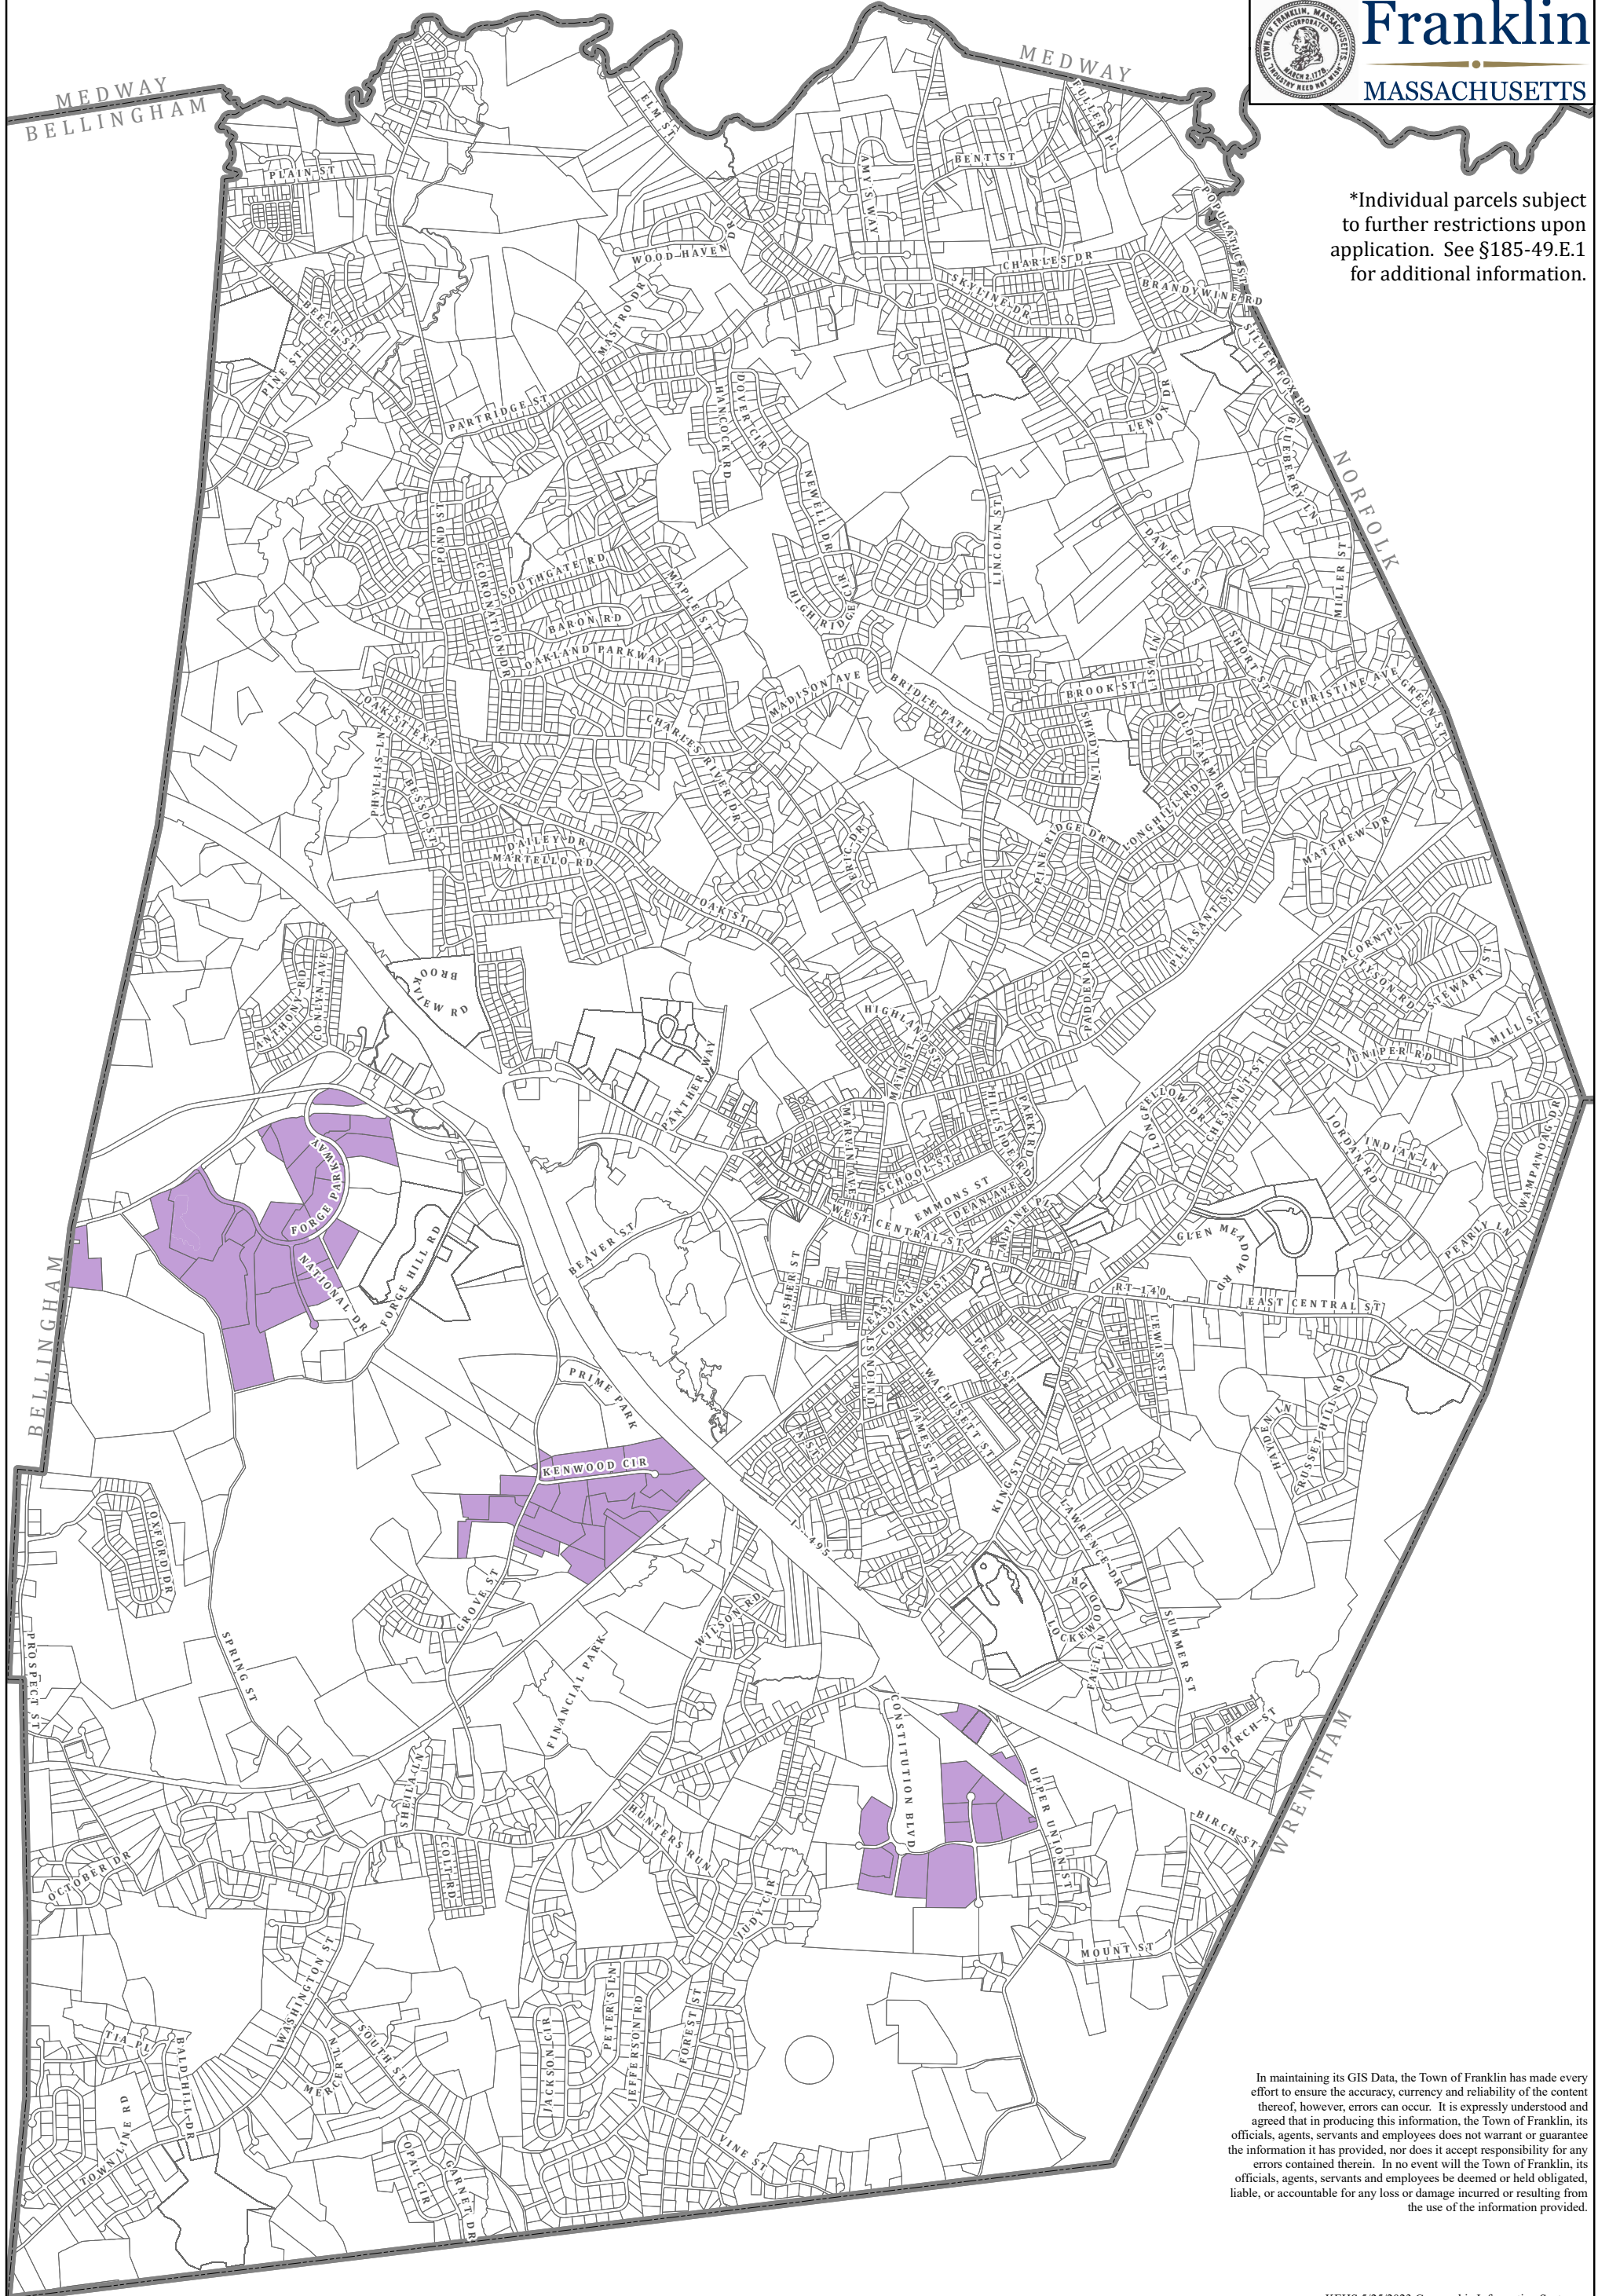 TOWN OF FRANKLIN, MASSACHUSETTS
INCORPORATED
MARCH 2, 1778
"INDUSTRY NEED NOT WISH"
Franklin
MASSACHUSETTS
MEDWAY
BELLINGHAM
MEDWAY
*Individual parcels subject
to further restrictions upon
application. See §185-49.E.1
for additional information.
ELM ST
FULLER PL
BENT ST
AMY'S WAY
PLAIN ST
POPULATIC ST
WOOD HAVEN DR
CHARLES DR
SKYLINE DR
BRANDYWINE RD
BEECH ST
MASTRO DR
SILVER FOX RD
PINE ST
PARTRIDGE ST
HANCOCK RD
DOVER CIR
LENOX DR
BLUEBERRY LN
NORFOLK
NEWELL DR
POND ST
LINCOLN ST
DANIELS ST
MILLER ST
CORONATION DR
SOUTHGATE RD
MAPLE ST
HIGH RIDGE CIR
BARON RD
OAKLAND PARKWAY
SHORT ST
LISA LN
BROOK ST
CHRISTINE AVE
GREEN ST
MADISON AVE
BRIDLE PATH
OAK ST EXT
PHYLLIS LN
BESSO ST
CHARLES RIVER DR
SHADY LN
OLD FARM RD
LONGHILL RD
PINE RIDGE DR
MATTHEW DR
DAILEY DR
MARTELLO RD
ERIC DR
OAK ST
PLEASANT ST
ACORN PL
TYSON RD
STEWART ST
BROOKVIEW RD
ANTHONY RD
CONLYN AVE
PADDEN RD
HIGHLAND ST
MAIN ST
MILL ST
JUNIPER RD
PANTHER WAY
MARVIN AVE
HILLSIDE RD
PARK RD
LONGFELLOW DR
CHESTNUT ST
JORDAN RD
INDIAN LN
WAMPANOAG DR
FORGE PARKWAY
SCHOOL ST
EMMONS ST
DEAN AVE
WEST CENTRAL ST
ALPINE PL
BEAVER ST
GLEN MEADOW RD
PEARLY LN
NATIONAL DR
FORGE HILL RD
FISHER ST
EAST ST
COTTAGE ST
RT 140
EAST CENTRAL ST
BELLINGHAM
UNION ST
PECK ST
LEWIS ST
PRIME PARK
WACHUSETT ST
JAMES ST
HAYDEN LN
RUSSET HILL RD
KENWOOD CIR
KING ST
I-495
LAWRENCE DR
OXFORD DR
GROVE ST
WILSON RD
LOCKEWOOD DR
FALL LN
SUMMER ST
PROSPECT ST
SPRING ST
FINANCIAL PARK
CONSTITUTION BLVD
OLD BIRCH ST
WRENTHAM
SHEILA LN
UPPER UNION ST
BIRCH ST
HUNTERS RUN
OCTOBER DR
COLT RD
JUDY CIR
MOUNT ST
WASHINGTON ST
PETER'S LN
JEFFERSON RD
FOREST ST
JACKSON CIR
TIA PL
BALD HILL DR
MERCER LN
SOUTH ST
TOWN LINE RD
OPAL CIR
GARNET DR
VINE ST
In maintaining its GIS Data, the Town of Franklin has made every
effort to ensure the accuracy, currency and reliability of the content
thereof, however, errors can occur. It is expressly understood and
agreed that in producing this information, the Town of Franklin, its
officials, agents, servants and employees does not warrant or guarantee
the information it has provided, nor does it accept responsibility for any
errors contained therein. In no event will the Town of Franklin, its
officials, agents, servants and employees be deemed or held obligated,
liable, or accountable for any loss or damage incurred or resulting from
the use of the information provided.